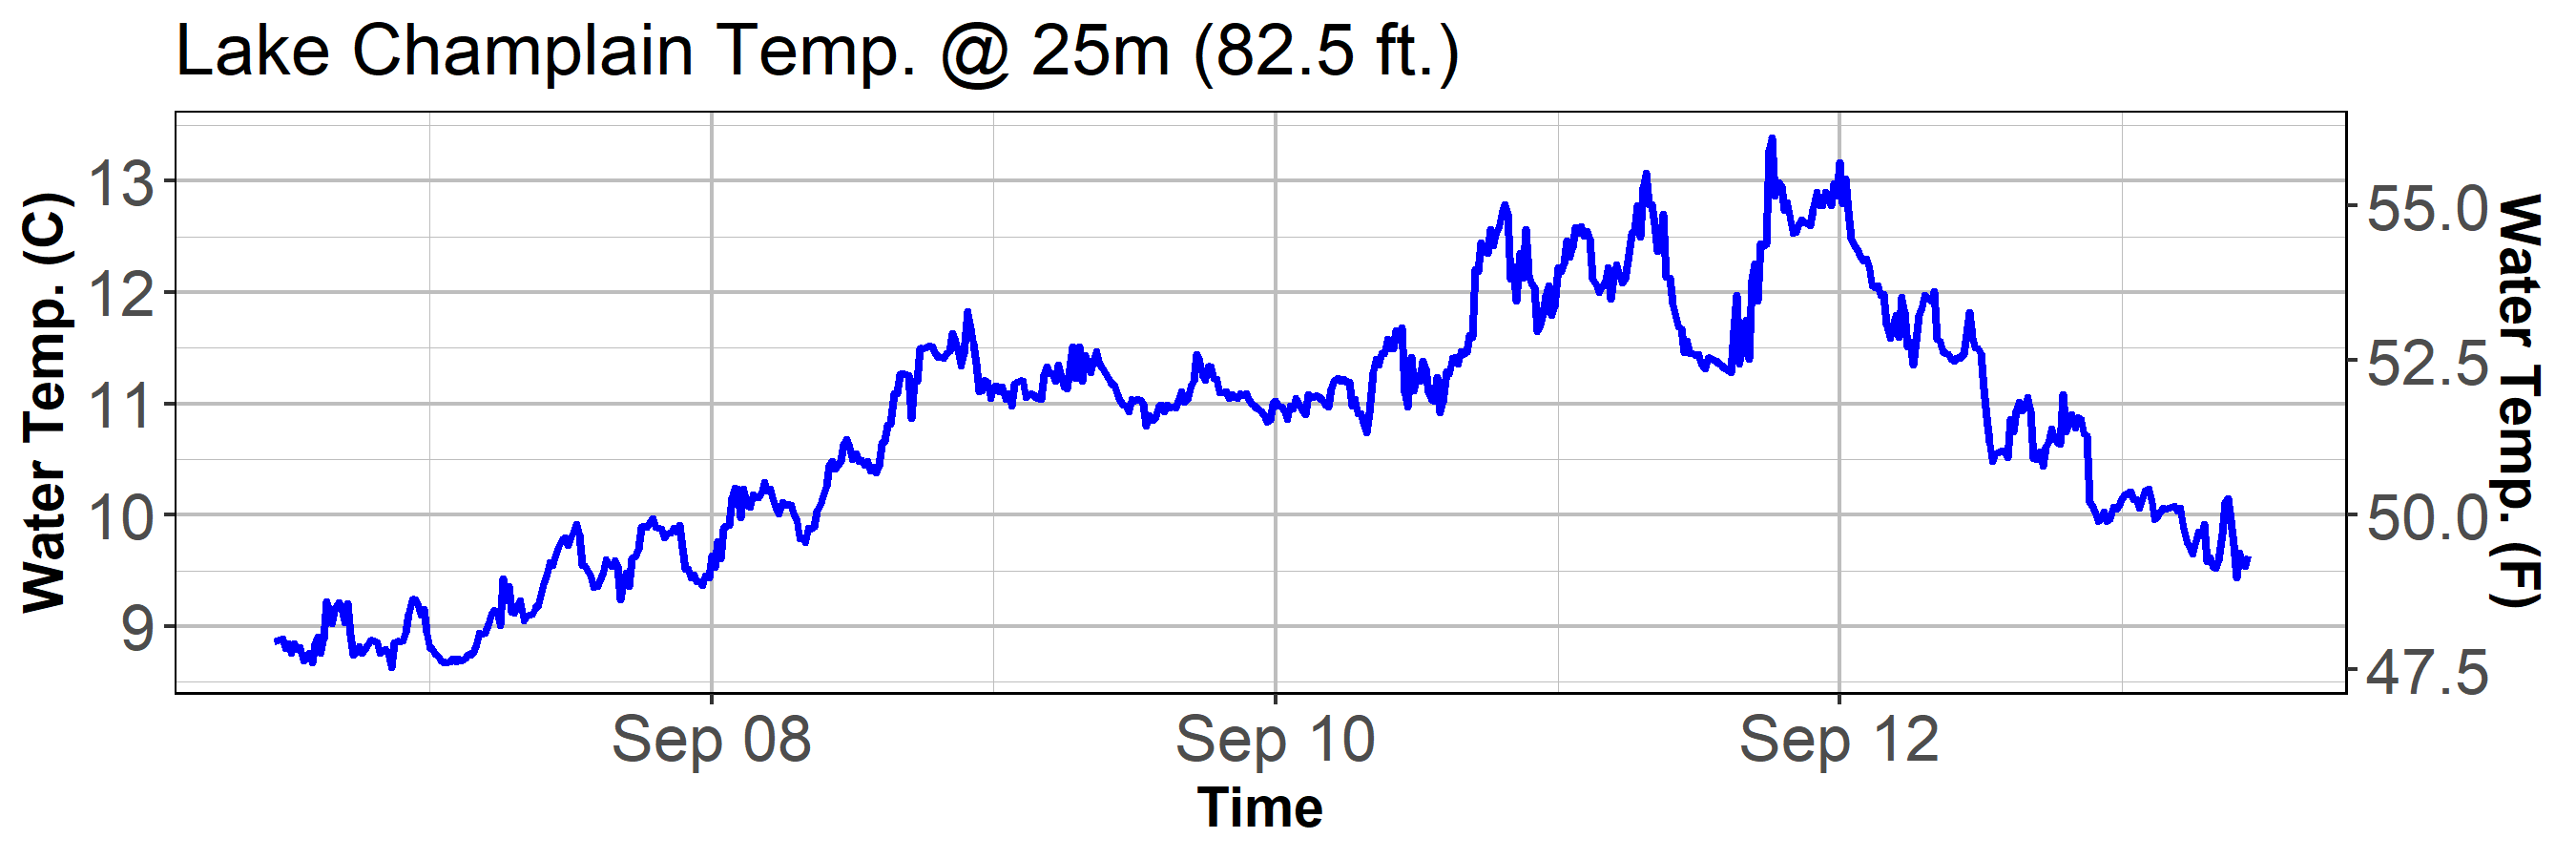 Lake Champlain Temp. @ 25m (82.5 ft.)
Water Temp. (C)
13
12
11
10
9
55.0
52.5
50.0
47.5
Water Temp. (F)
Sep 08
Sep 10
Sep 12
Time